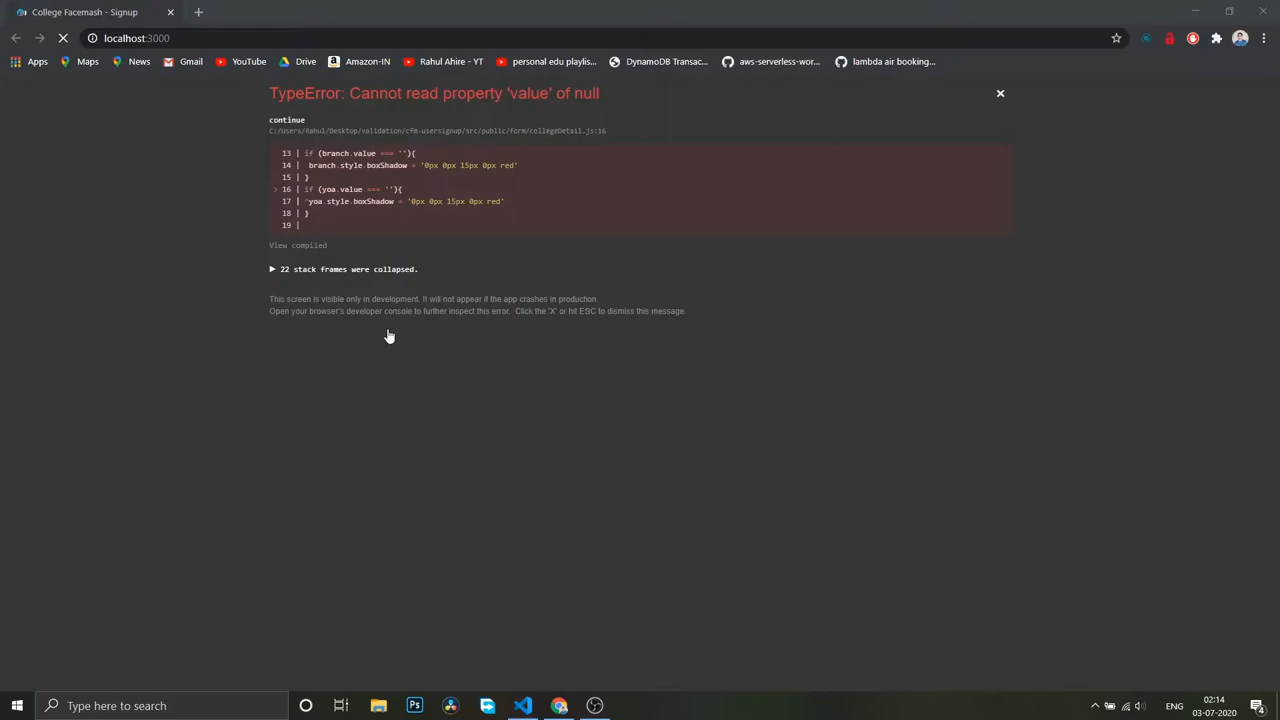 College Facemash - Signup
localhost:3000
Apps Maps News Gmail YouTube Drive Amazon-IN Rahul Ahire - YT personal edu playlis... DynamoDB Transac... aws-serverless-wor... lambda air booking...
TypeError: Cannot read property 'value' of null
continue
C:/Users/Rahul/Desktop/validation/cfm-usersignup/src/public/form/collegeDetail.js:16
13 | if (branch.value === ''){
14 |  branch.style.boxShadow = '0px 0px 15px 0px red'
15 | }
> 16 | if (yoa.value === ''){
17 | ^yoa.style.boxShadow = '0px 0px 15px 0px red'
18 | }
19 |
View compiled
▶ 22 stack frames were collapsed.
This screen is visible only in development. It will not appear if the app crashes in production.
Open your browser's developer console to further inspect this error. Click the 'X' or hit ESC to dismiss this message.
Type here to search
Ps
ENG
02:14
03-07-2020
4